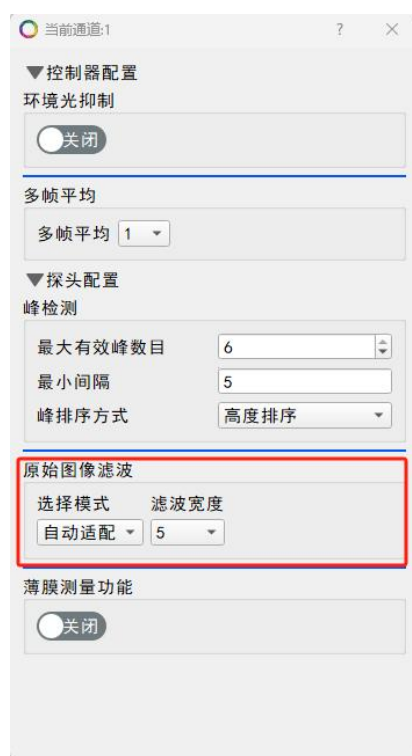 当前通道:1 ? ×
▼控制器配置
环境光抑制
关闭
多帧平均
多帧平均 1
▼探头配置
峰检测
最大有效峰数目 6
最小间隔 5
峰排序方式 高度排序
原始图像滤波
选择模式 滤波宽度
自动适配 5
薄膜测量功能
关闭